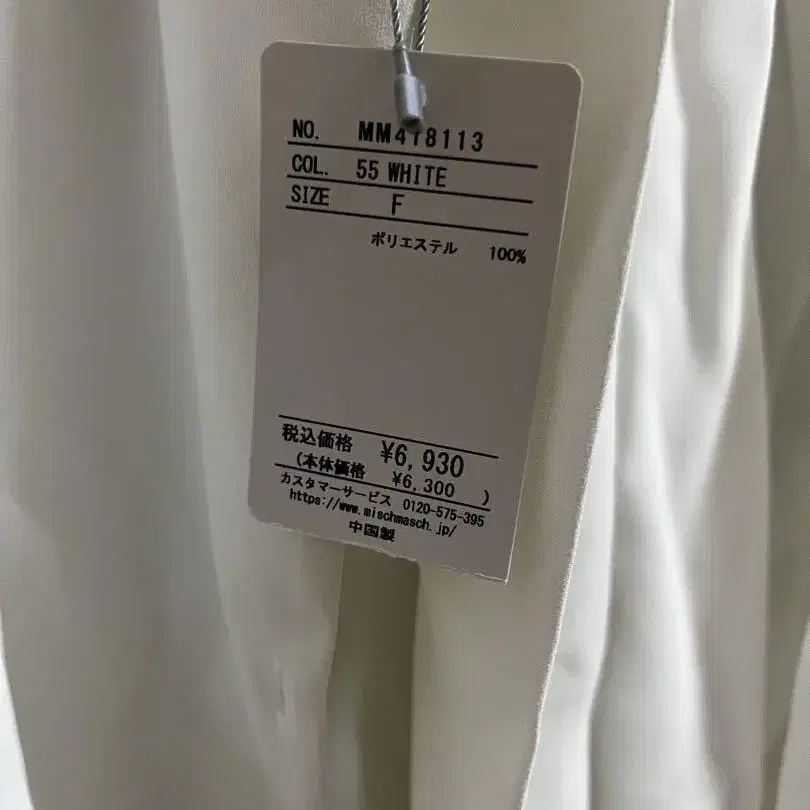 NO. MM418113
COL. 55 WHITE
SIZE F
ポリエステル 100%
税込価格 ¥6,930
(本体価格 ¥6,300 )
カスタマーサービス 0120-575-395
https://www.mischmasch.jp/
中国製